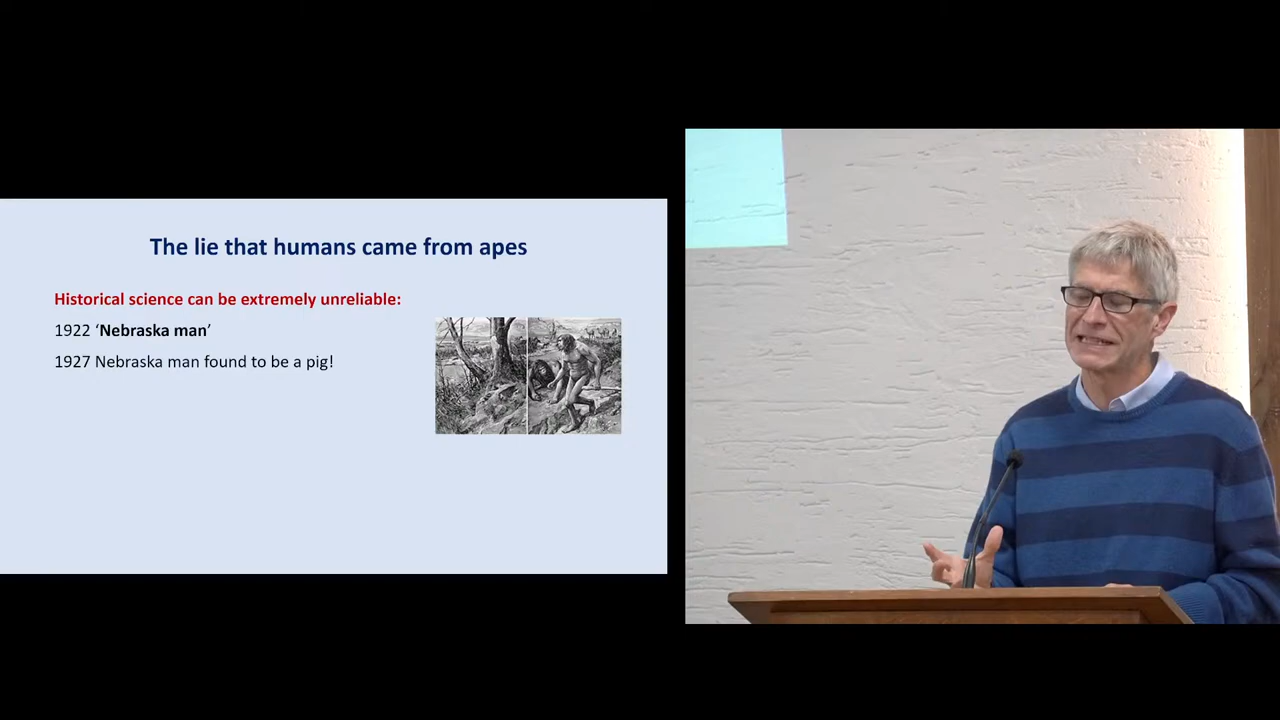 The lie that humans came from apes
Historical science can be extremely unreliable:
1922 ‘Nebraska man’
1927 Nebraska man found to be a pig!